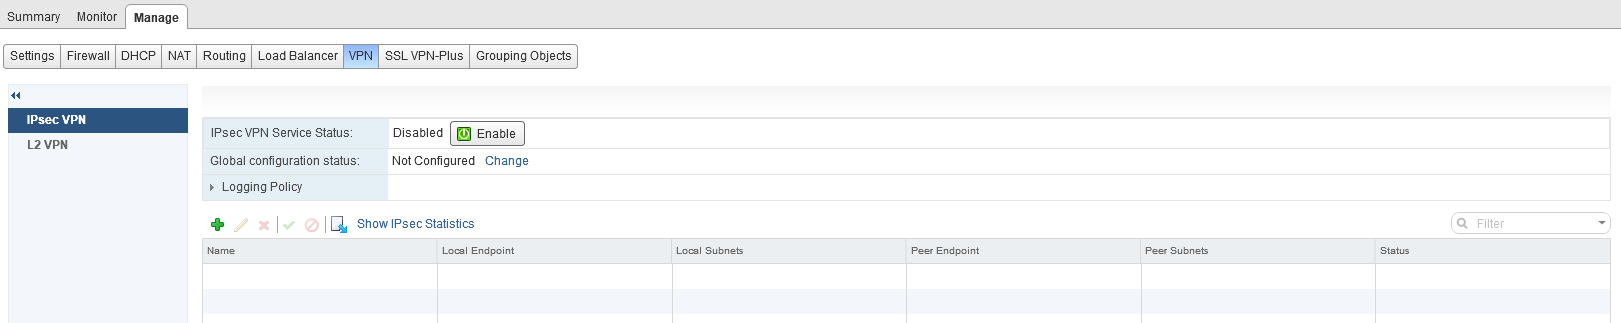 Summary Monitor Manage
Settings Firewall DHCP NAT Routing Load Balancer VPN SSL VPN-Plus Grouping Objects
IPsec VPN
L2 VPN
IPsec VPN Service Status: Disabled Enable
Global configuration status: Not Configured Change
Logging Policy
Show IPsec Statistics Filter
Name Local Endpoint Local Subnets Peer Endpoint Peer Subnets Status